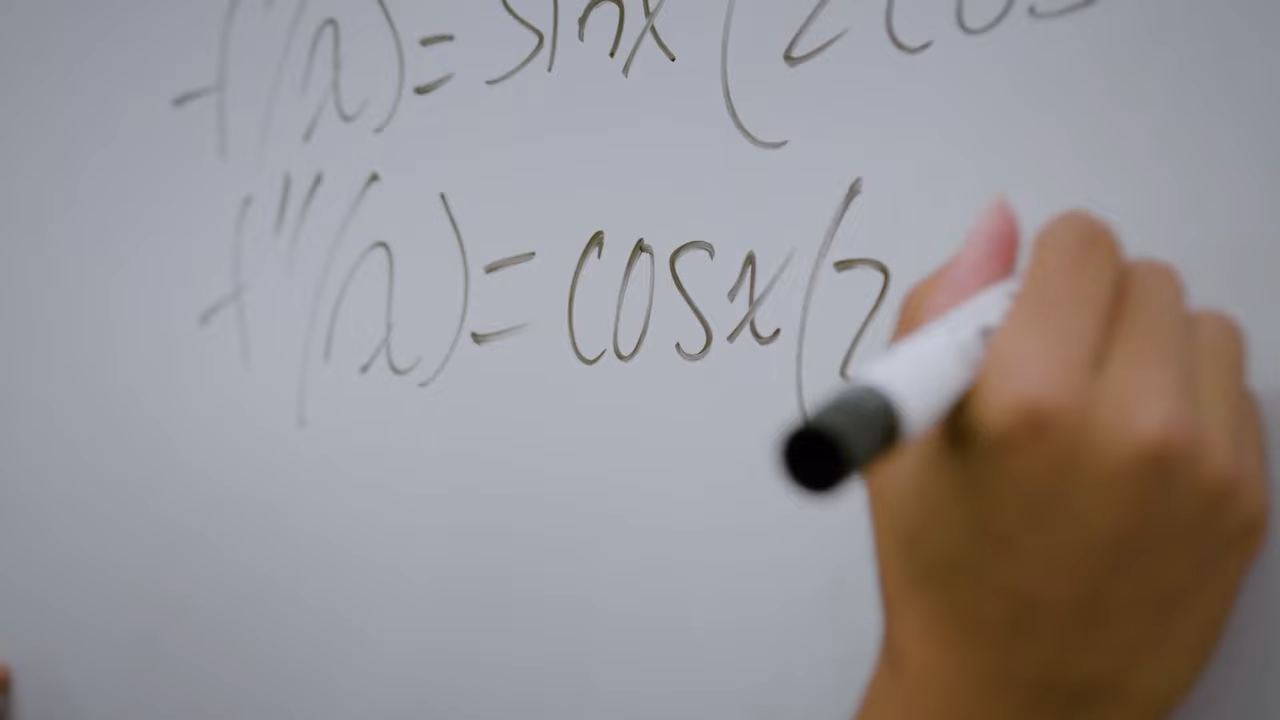 f'(x) = sinx (2cos
f''(x) = cosx (2